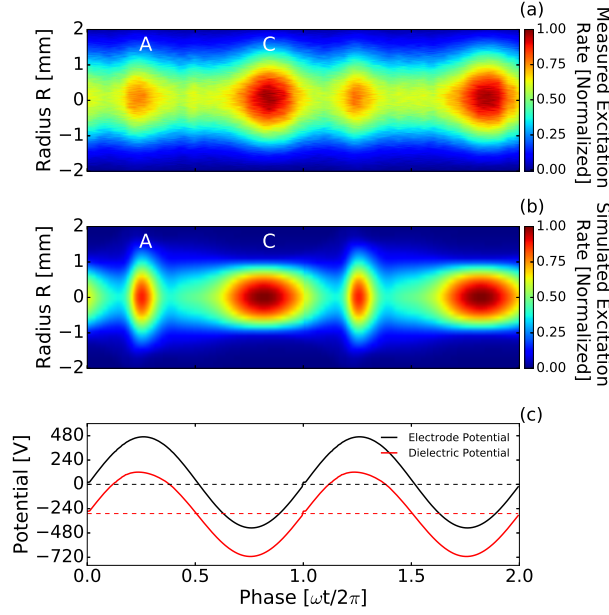 (a)
2
1
0
−1
−2
Radius R [mm]
A
C
1.00
0.75
0.50
0.25
0.00
Measured Excitation
Rate [Normalized]
(b)
2
1
0
−1
−2
Radius R [mm]
A
C
1.00
0.75
0.50
0.25
0.00
Simulated Excitation
Rate [Normalized]
(c)
480
240
0
−240
−480
−720
Potential [V]
Electrode Potential
Dielectric Potential
0.0 0.5 1.0 1.5 2.0
Phase [ωt/2π]